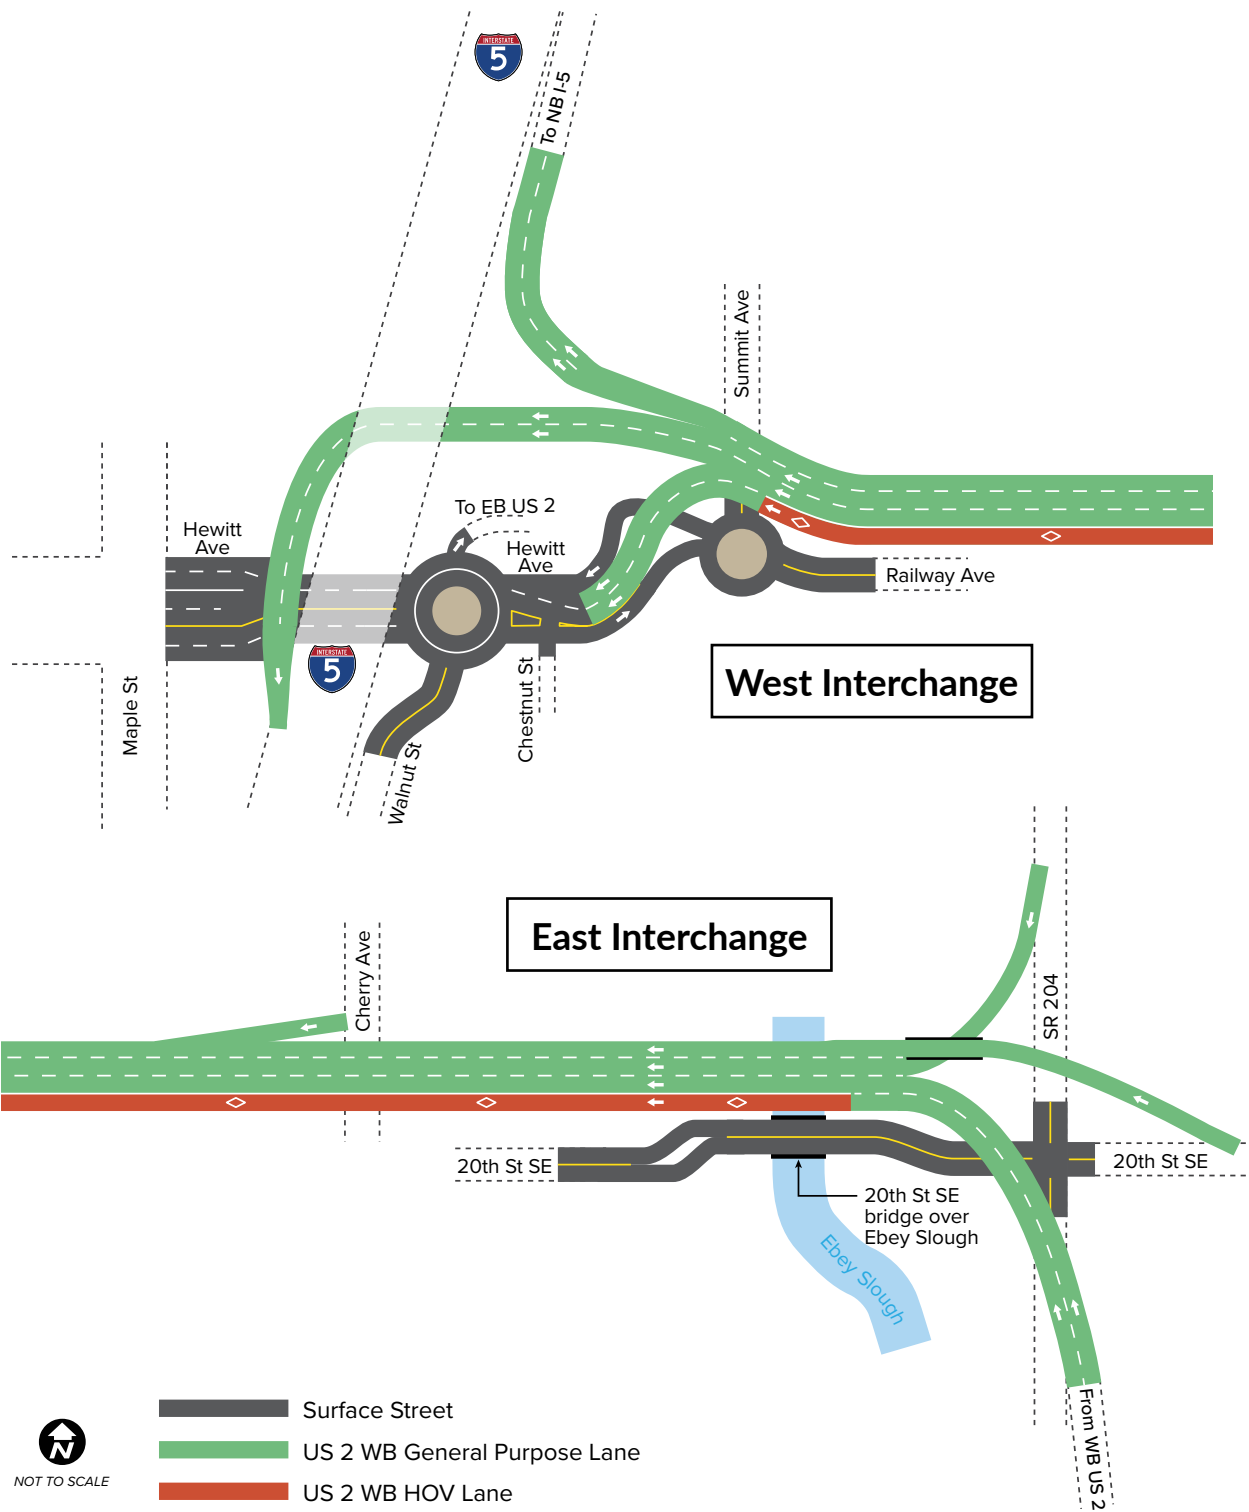 INTERSTATE
5
To NB I-5
Summit Ave
To EB US 2
Hewitt
Ave
Hewitt
Ave
Railway Ave
INTERSTATE
5
West Interchange
Maple St
Chestnut St
Walnut St
East Interchange
Cherry Ave
SR 204
20th St SE
20th St SE
20th St SE
bridge over
Ebey Slough
Ebey Slough
From WB US 2
Surface Street
US 2 WB General Purpose Lane
US 2 WB HOV Lane
N
NOT TO SCALE